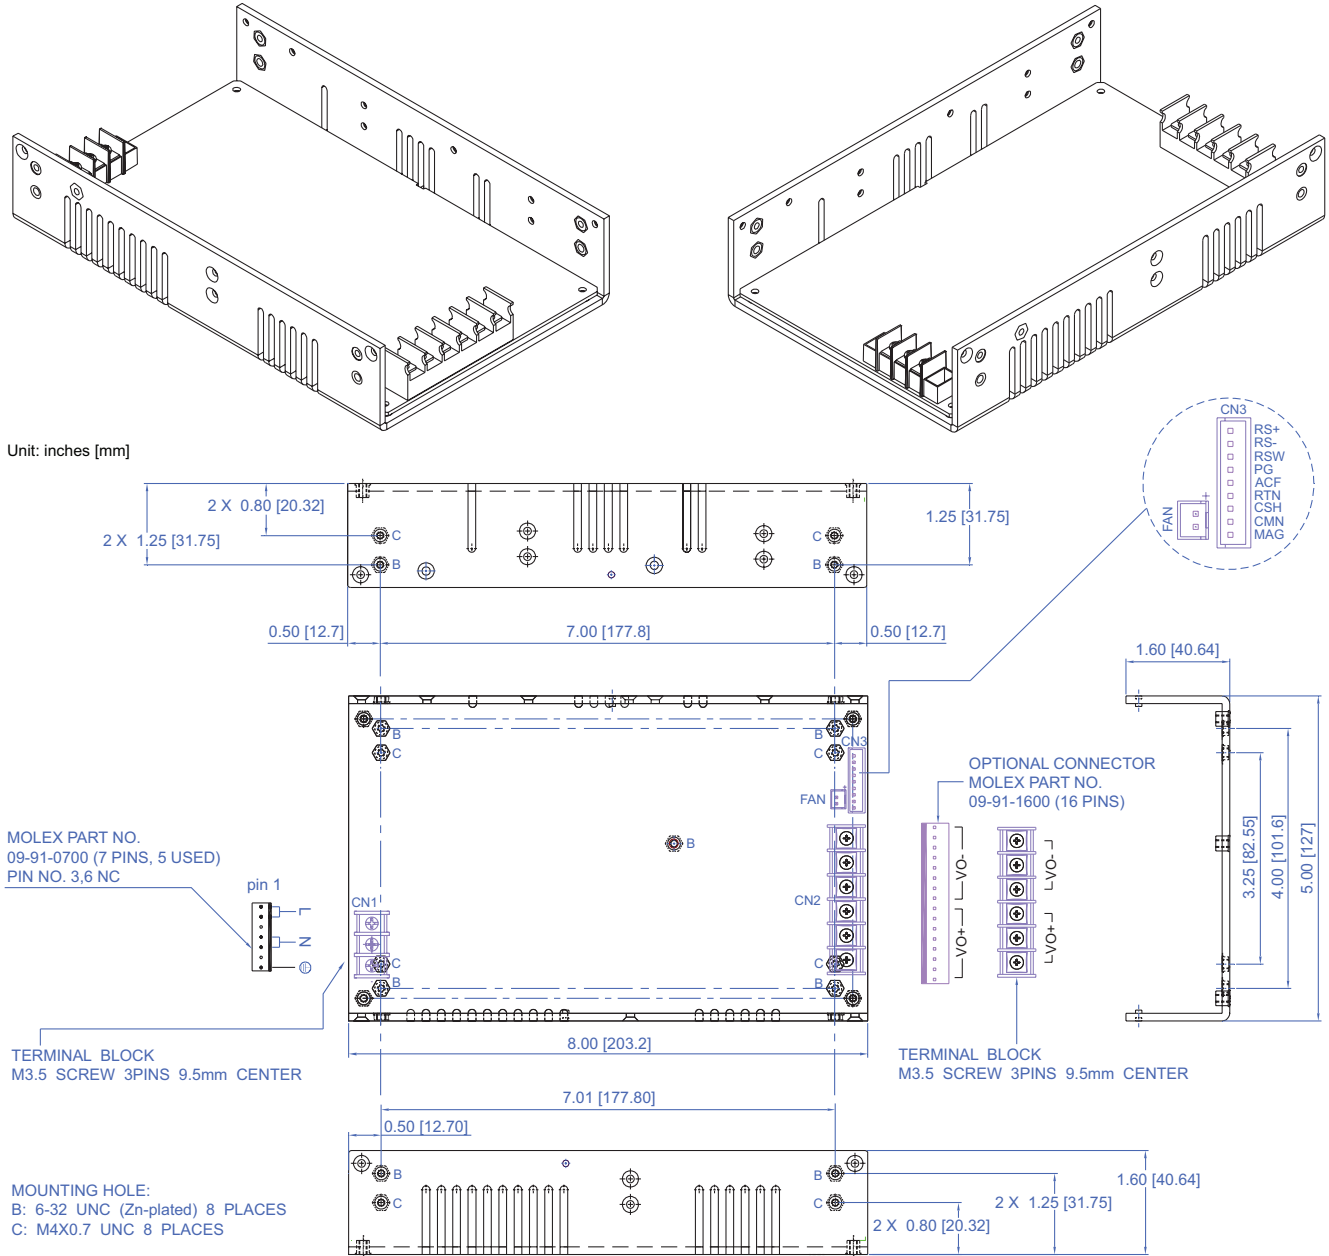 Unit: inches [mm]
CN3
RS+
RS-
RSW
PG
ACF
RTN
CSH
CMN
MAG
FAN
+
2 X 0.80 [20.32]
2 X 1.25 [31.75]
1.25 [31.75]
C
B
C
B
0.50 [12.7]
7.00 [177.8]
0.50 [12.7]
1.60 [40.64]
B
C
B
C
CN3
FAN
+
B
CN2
CN1
C
B
C
B
OPTIONAL CONNECTOR
MOLEX PART NO.
09-91-1600 (16 PINS)
VO-
VO+
VO-
VO+
3.25 [82.55]
4.00 [101.6]
5.00 [127]
MOLEX PART NO.
09-91-0700 (7 PINS, 5 USED)
PIN NO. 3,6 NC
pin 1
L
N
TERMINAL BLOCK
M3.5 SCREW 3PINS 9.5mm CENTER
8.00 [203.2]
TERMINAL BLOCK
M3.5 SCREW 3PINS 9.5mm CENTER
7.01 [177.80]
0.50 [12.70]
B
C
B
C
1.60 [40.64]
2 X 1.25 [31.75]
2 X 0.80 [20.32]
MOUNTING HOLE:
B: 6-32 UNC (Zn-plated) 8 PLACES
C: M4X0.7 UNC 8 PLACES